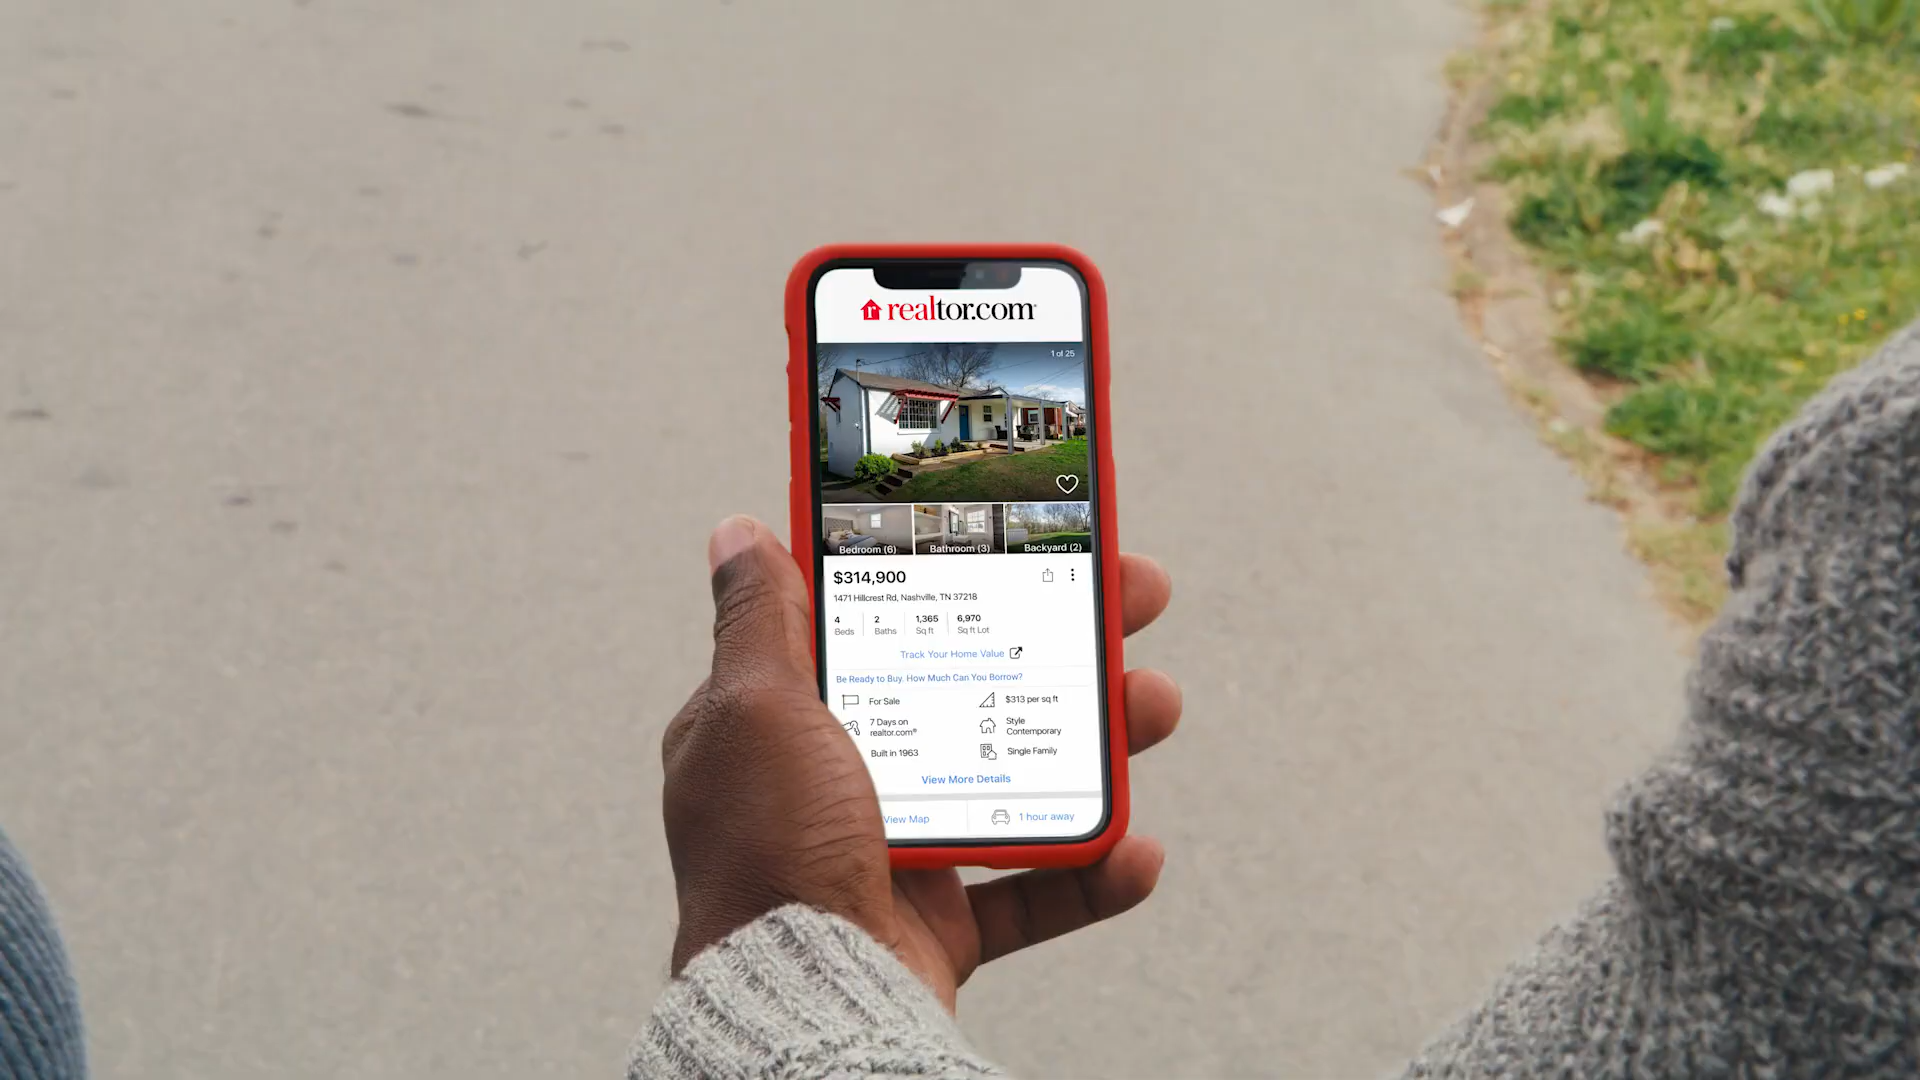 realtor.com
1 of 25
Bedroom (6) Bathroom (3) Backyard (2)
$314,900
1471 Hillcrest Rd, Nashville, TN 37218
4 2 1,365 6,970
Beds Baths Sq ft Sq ft Lot
Track Your Home Value
Be Ready to Buy. How Much Can You Borrow?
For Sale $313 per sq ft
7 Days on Style
realtor.com® Contemporary
Built in 1963 Single Family
View More Details
View Map 1 hour away